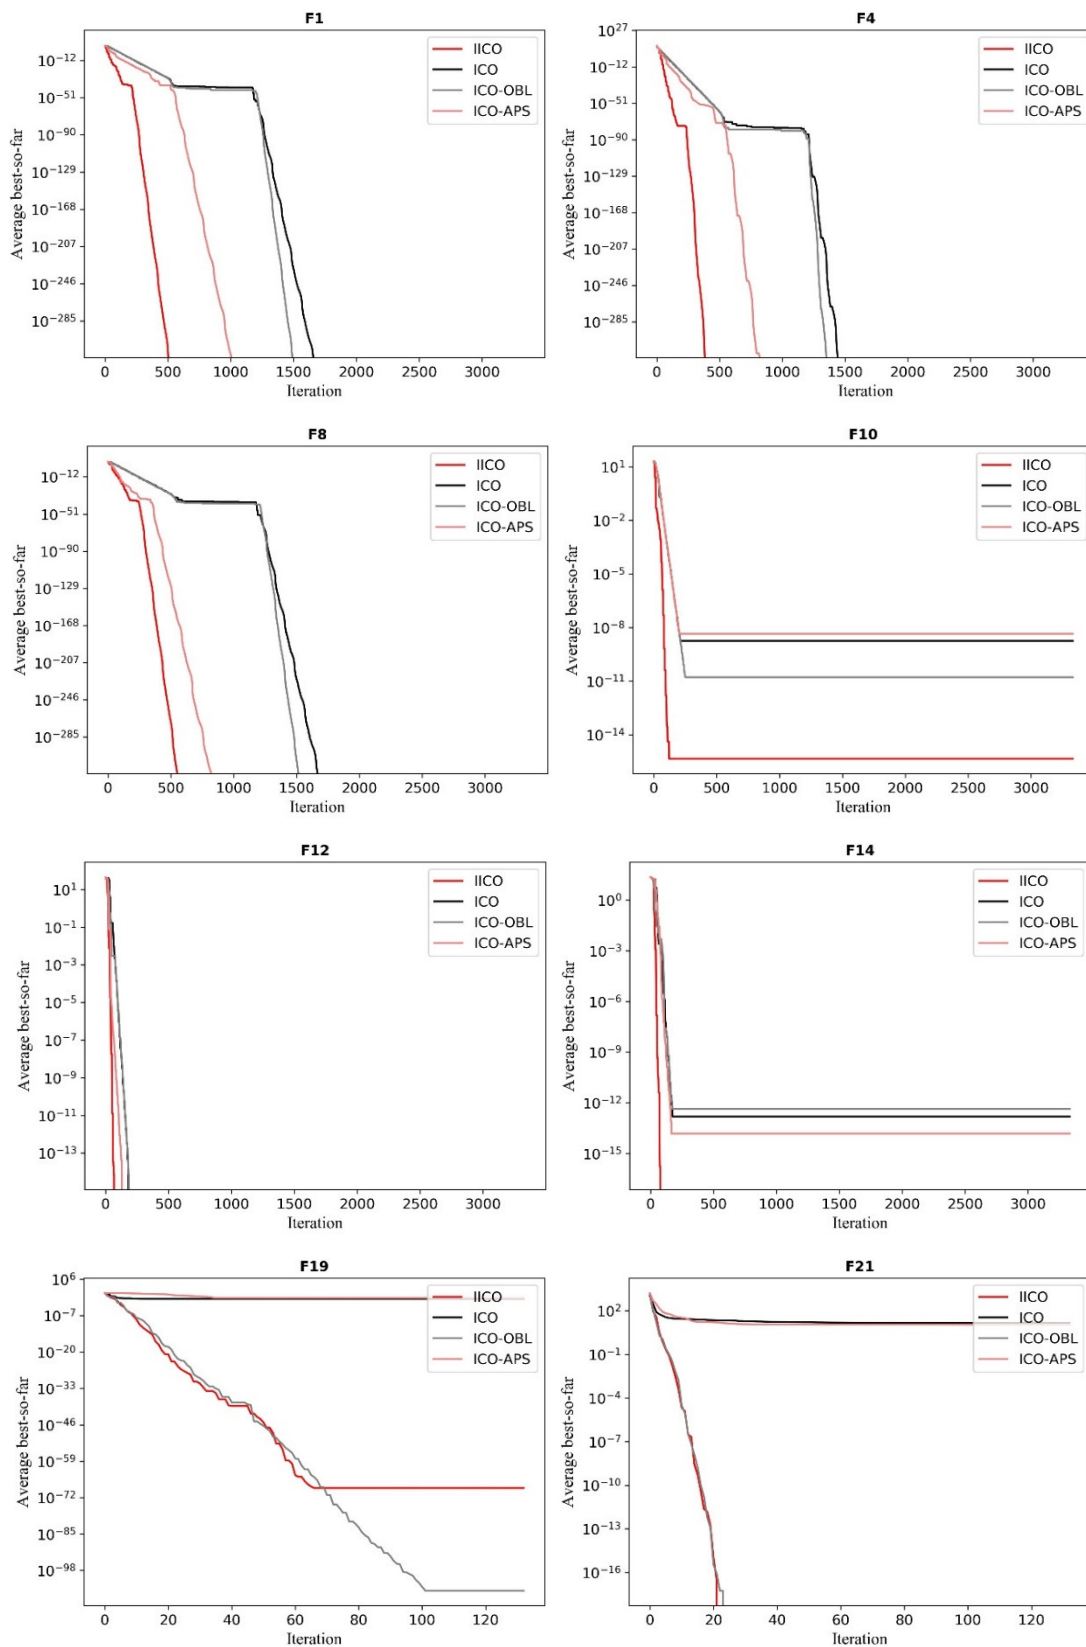 F1
Average best-so-far
10^−12
10^−51
10^−90
10^−129
10^−168
10^−207
10^−246
10^−285
IICO
ICO
ICO-OBL
ICO-APS
0 500 1000 1500 2000 2500 3000
Iteration
F4
Average best-so-far
10^27
10^−12
10^−51
10^−90
10^−129
10^−168
10^−207
10^−246
10^−285
IICO
ICO
ICO-OBL
ICO-APS
0 500 1000 1500 2000 2500 3000
Iteration
F8
Average best-so-far
10^−12
10^−51
10^−90
10^−129
10^−168
10^−207
10^−246
10^−285
IICO
ICO
ICO-OBL
ICO-APS
0 500 1000 1500 2000 2500 3000
Iteration
F10
Average best-so-far
10^1
10^−2
10^−5
10^−8
10^−11
10^−14
IICO
ICO
ICO-OBL
ICO-APS
0 500 1000 1500 2000 2500 3000
Iteration
F12
Average best-so-far
10^1
10^−1
10^−3
10^−5
10^−7
10^−9
10^−11
10^−13
IICO
ICO
ICO-OBL
ICO-APS
0 500 1000 1500 2000 2500 3000
Iteration
F14
Average best-so-far
10^0
10^−3
10^−6
10^−9
10^−12
10^−15
IICO
ICO
ICO-OBL
ICO-APS
0 500 1000 1500 2000 2500 3000
Iteration
F19
Average best-so-far
10^6
10^−7
10^−20
10^−33
10^−46
10^−59
10^−72
10^−85
10^−98
IICO
ICO
ICO-OBL
ICO-APS
0 20 40 60 80 100 120
Iteration
F21
Average best-so-far
10^2
10^−1
10^−4
10^−7
10^−10
10^−13
10^−16
IICO
ICO
ICO-OBL
ICO-APS
0 20 40 60 80 100 120
Iteration